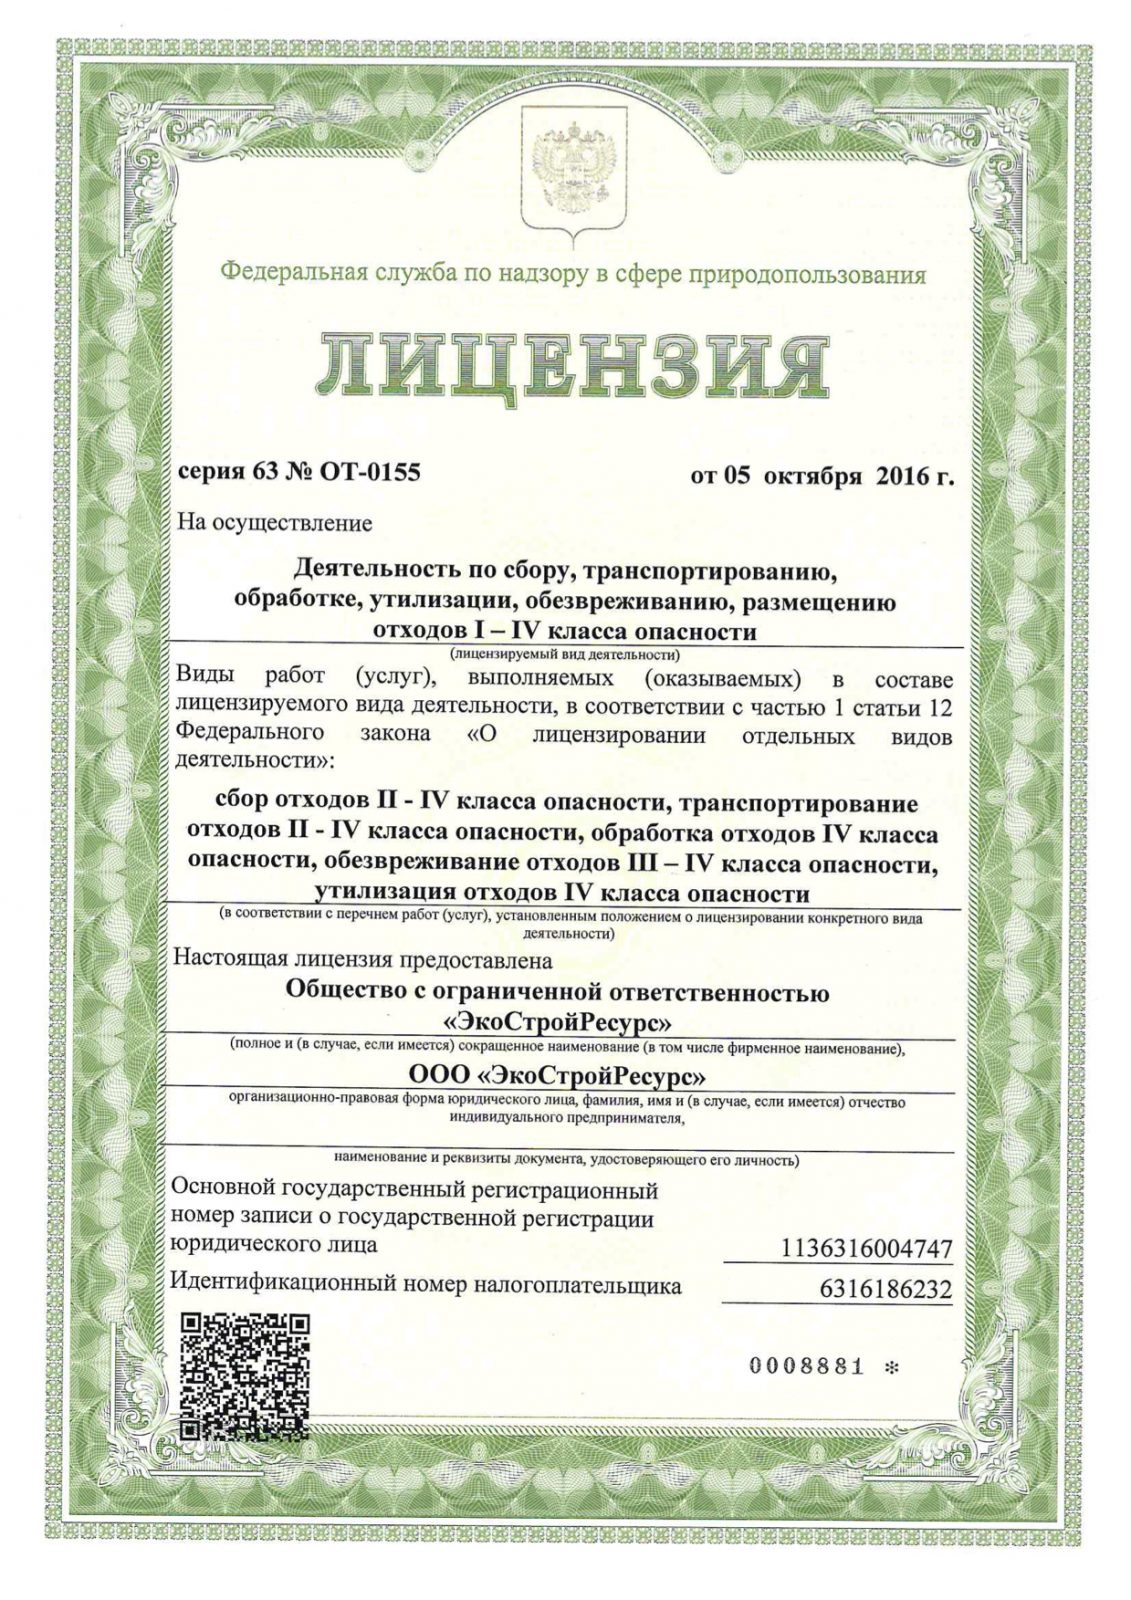 Федеральная служба по надзору в сфере природопользования
ЛИЦЕНЗИЯ
серия 63 № ОТ-0155 от 05 октября 2016 г.
На осуществление
Деятельность по сбору, транспортированию,
обработке, утилизации, обезвреживанию, размещению
отходов I – IV класса опасности
(лицензируемый вид деятельности)
Виды работ (услуг), выполняемых (оказываемых) в составе
лицензируемого вида деятельности, в соответствии с частью 1 статьи 12
Федерального закона «О лицензировании отдельных видов
деятельности»:
сбор отходов II - IV класса опасности, транспортирование
отходов II - IV класса опасности, обработка отходов IV класса
опасности, обезвреживание отходов III – IV класса опасности,
утилизация отходов IV класса опасности
(в соответствии с перечнем работ (услуг), установленным положением о лицензировании конкретного вида
деятельности)
Настоящая лицензия предоставлена
Общество с ограниченной ответственностью
«ЭкоСтройРесурс»
(полное и (в случае, если имеется) сокращенное наименование (в том числе фирменное наименование),
ООО «ЭкоСтройРесурс»
организационно-правовая форма юридического лица, фамилия, имя и (в случае, если имеется) отчество
индивидуального предпринимателя,
наименование и реквизиты документа, удостоверяющего его личность)
Основной государственный регистрационный
номер записи о государственной регистрации
юридического лица 1136316004747
Идентификационный номер налогоплательщика 6316186232
0008881 *